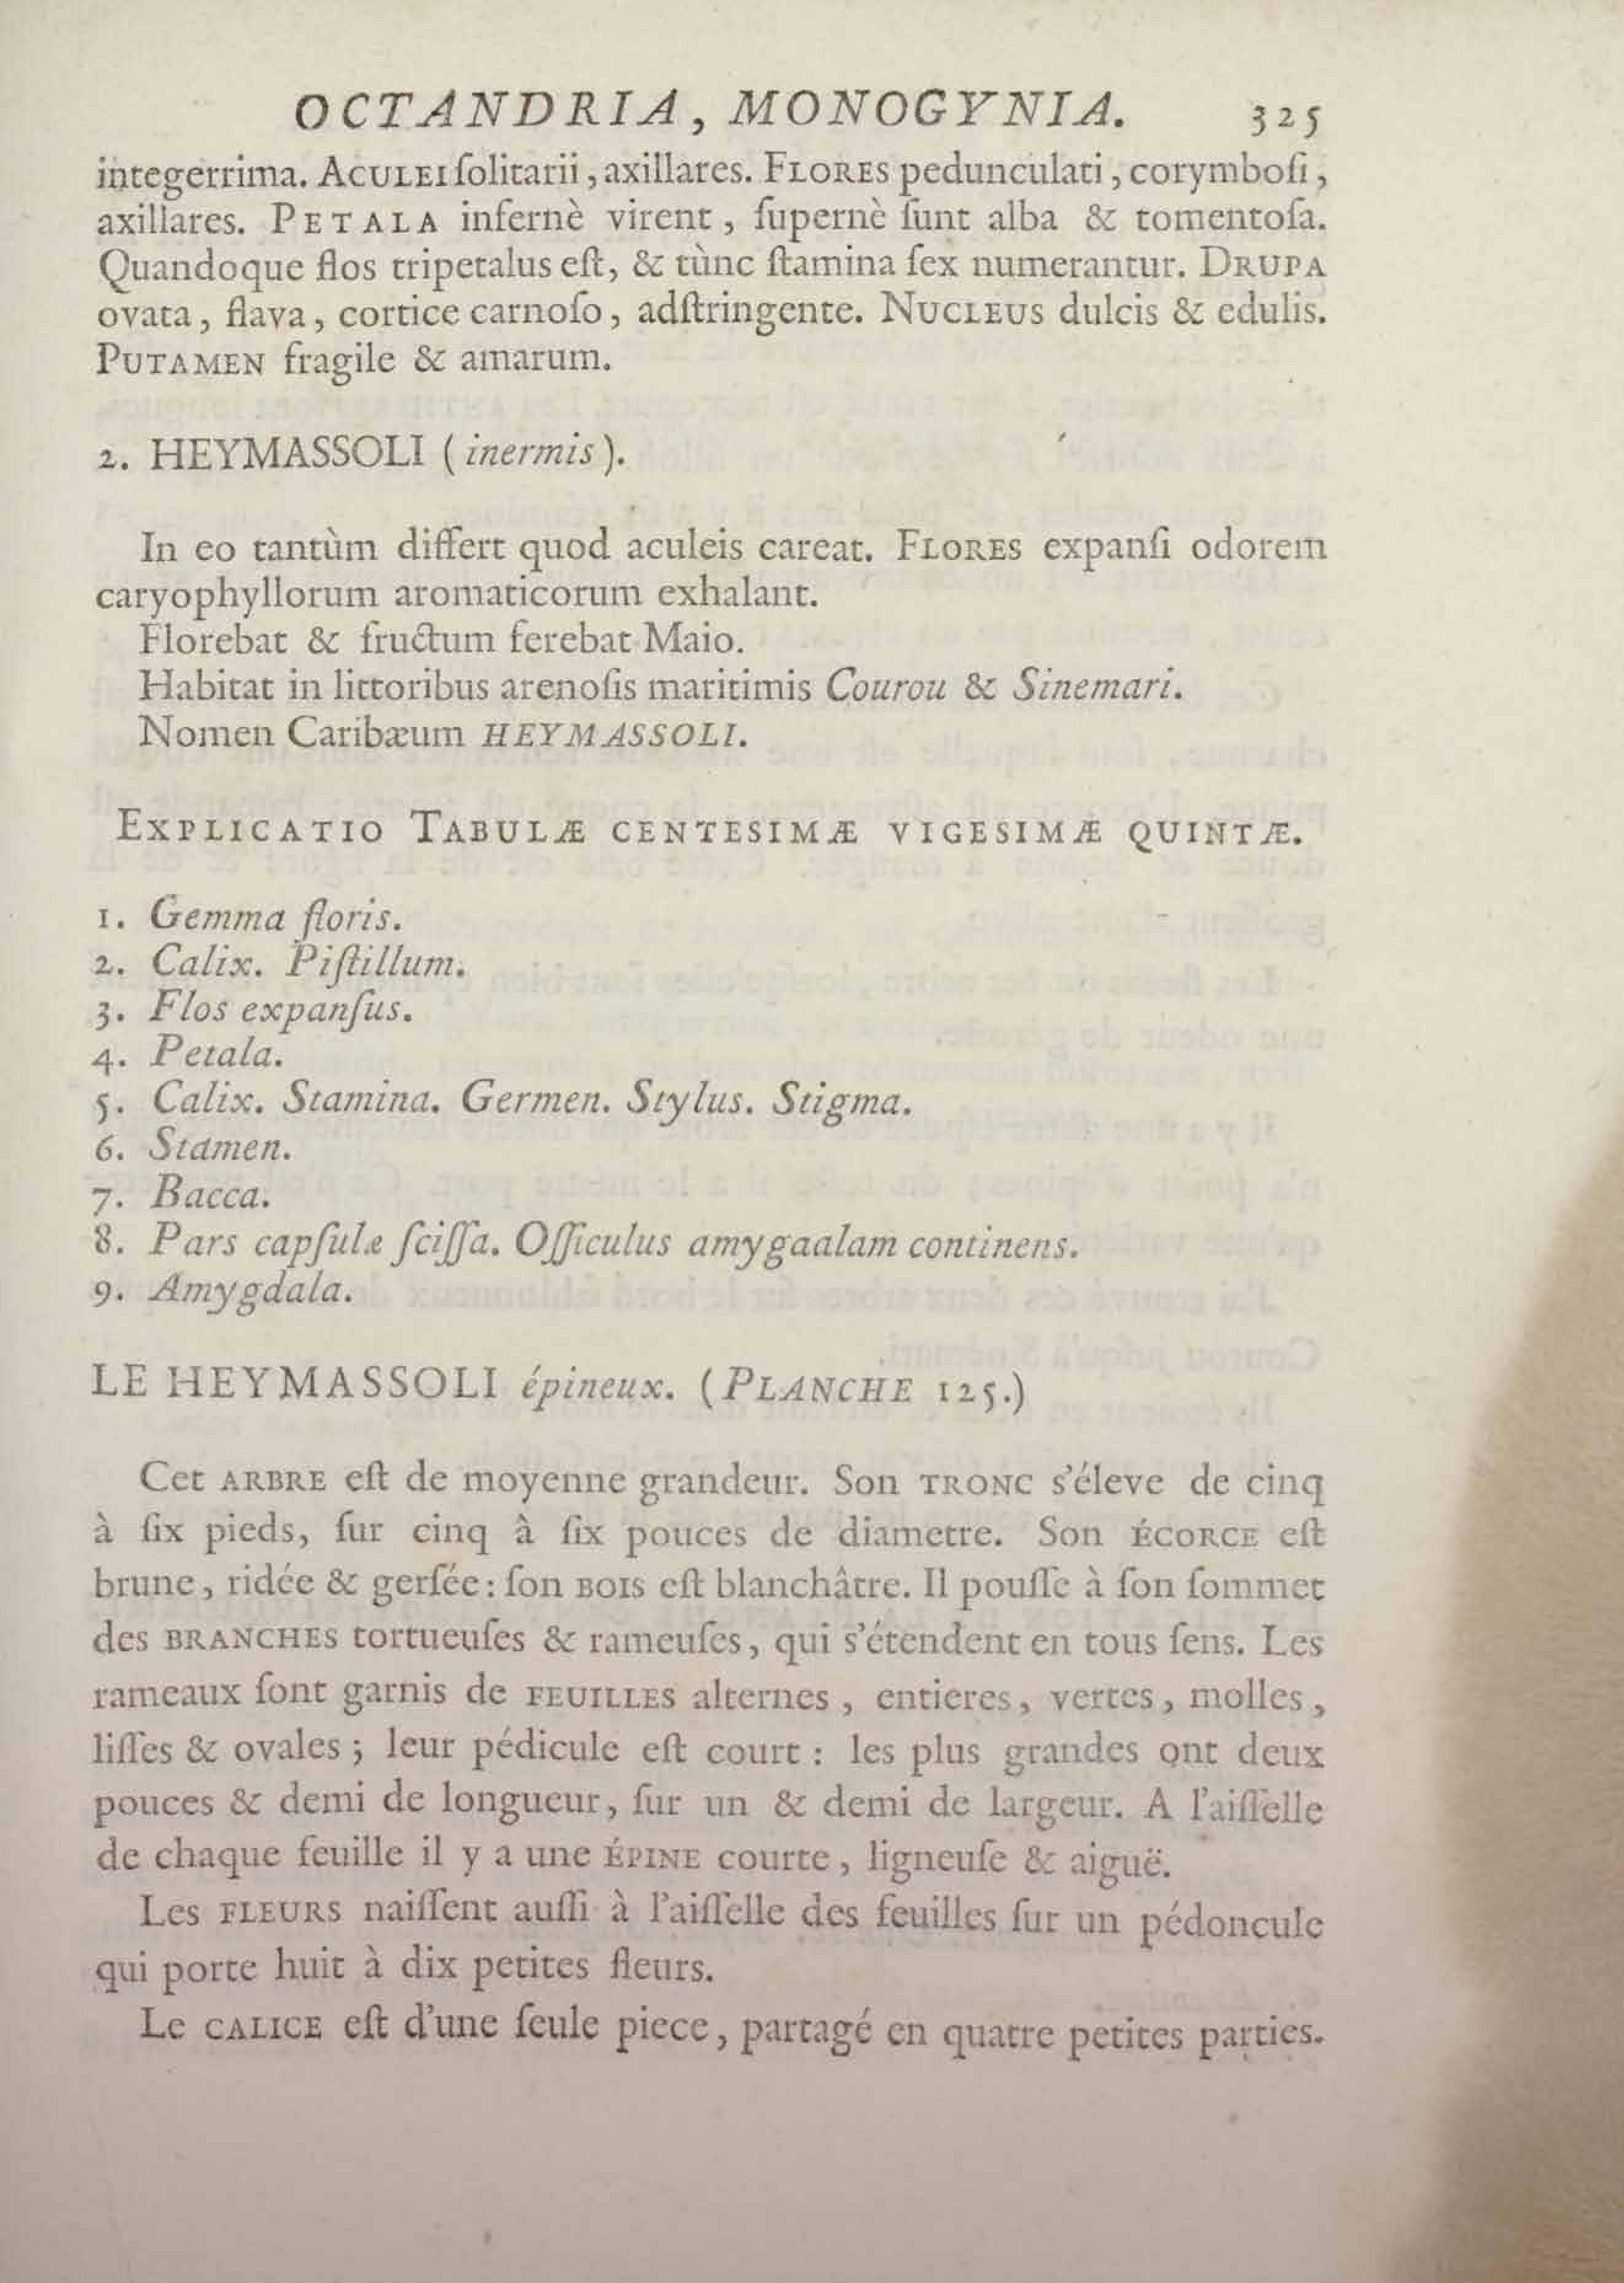 OCTANDRIA, MONOGYNIA. 325
integerrima. ACULEI ſolitarii, axillares. FLORES pedunculati, corymboſi,
axillares. PETALA infernè virent, ſupernè ſunt alba & tomentoſa.
Quandoque flos tripetalus eſt, & tùnc ſtamina ſex numerantur. DRUPA
ovata, flava, cortice carnoſo, adſtringente. NUCLEUS dulcis & edulis.
PUTAMEN fragile & amarum.
2. HEYMASSOLI (inermis).
In eo tantùm differt quod aculeis careat. FLORES expanſi odorem
caryophyllorum aromaticorum exhalant.
Florebat & fructum ferebat Maio.
Habitat in littoribus arenoſis maritimis Courou & Sinemari.
Nomen Caribæum HEYMASSOLI.
EXPLICATIO TABULÆ CENTESIMÆ VIGESIMÆ QUINTÆ.
1. Gemma floris.
2. Calix. Piſtillum.
3. Flos expanſus.
4. Petala.
5. Calix. Stamina. Germen. Stylus. Stigma.
6. Stamen.
7. Bacca.
8. Pars capſulæ ſciſſa. Oſſiculus amygaalam continens.
9. Amygdala.
LE HEYMASSOLI épineux. (PLANCHE 125.)
Cet ARBRE eſt de moyenne grandeur. Son TRONC s'éleve de cinq
à ſix pieds, ſur cinq à ſix pouces de diametre. Son ÉCORCE eſt
brune, ridée & gerſée: ſon BOIS eſt blanchâtre. Il pouſſe à ſon ſommet
des BRANCHES tortueuſes & rameuſes, qui s'étendent en tous ſens. Les
rameaux ſont garnis de FEUILLES alternes, entieres, vertes, molles,
liſſes & ovales; leur pédicule eſt court: les plus grandes ont deux
pouces & demi de longueur, ſur un & demi de largeur. A l'aiſſelle
de chaque feuille il y a une ÉPINE courte, ligneuſe & aiguë.
Les FLEURS naiſſent auſſi à l'aiſſelle des feuilles ſur un pédoncule
qui porte huit à dix petites fleurs.
Le CALICE eſt d'une ſeule piece, partagé en quatre petites parties.